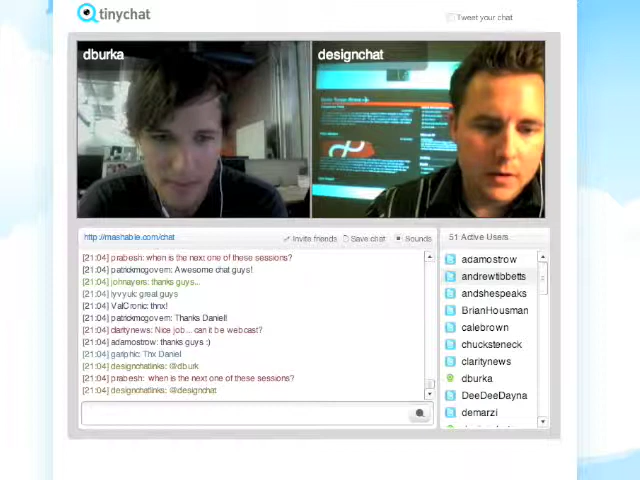 tinychat
Tweet your chat
dburka
designchat
http://mashable.com/chat
Invite friends
Save chat
Sounds
51 Active Users
[21:04] prabesh: when is the next one of these sessions?
[21:04] patrickmcgovern: Awesome chat guys!
[21:04] johnayers: thanks guys...
[21:04] lyvyuk: great guys
[21:04] ValCronic: thnx!
[21:04] patrickmcgovern: Thanks Daniel!
[21:04] claritynews: Nice job... can it be webcast?
[21:04] adamostrow: thanks guys :)
[21:04] gariphic: Thx Daniel
[21:04] designchatlinks: @dburk
[21:04] prabesh: when is the next one of these sessions?
[21:04] designchatlinks: @designchat
adamostrow
andrewtibbetts
andshespeaks
BrianHousman
calebrown
chucksteneck
claritynews
dburka
DeeDeeDayna
demarzi